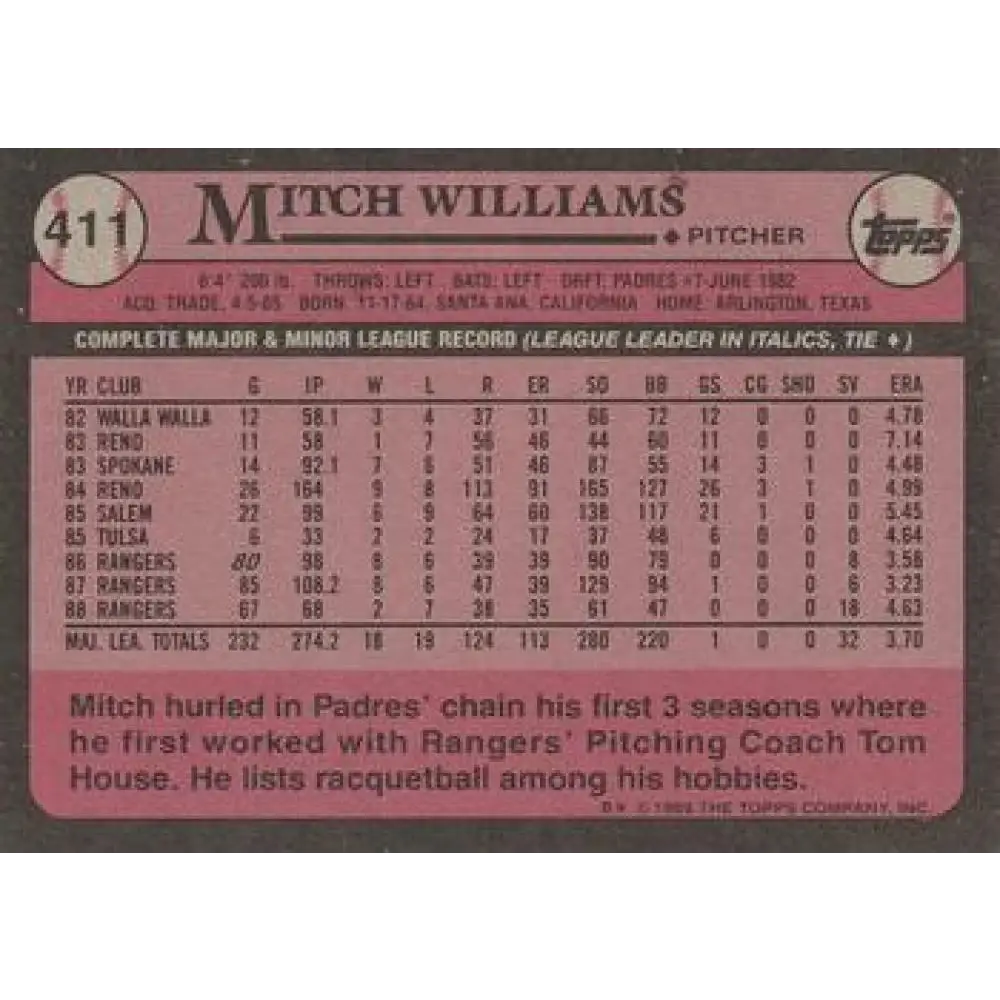 411
MITCH WILLIAMS
♦ PITCHER
TOPPS
6'4" 200 lb. THROWS: LEFT BATS: LEFT DRFT: PADRES #7-JUNE 1982
ACQ. TRADE, 4-5-85 BORN: 11-17-64, SANTA ANA, CALIFORNIA HOME: ARLINGTON, TEXAS
COMPLETE MAJOR & MINOR LEAGUE RECORD (LEAGUE LEADER IN ITALICS, TIE ♦)
YR CLUB G IP W L R ER SO BB GS CG SHO SV ERA
82 WALLA WALLA 12 58.1 3 4 37 31 66 72 12 0 0 0 4.78
83 RENO 11 58 1 7 56 46 44 60 11 0 0 0 7.14
83 SPOKANE 14 92.1 7 6 51 46 87 55 14 3 1 0 4.48
84 RENO 26 164 9 8 113 91 165 127 26 3 1 0 4.99
85 SALEM 22 99 6 9 64 60 138 117 21 1 0 0 5.45
85 TULSA 6 33 2 2 24 17 37 48 6 0 0 0 4.64
86 RANGERS 80 98 8 6 39 39 90 79 0 0 0 8 3.58
87 RANGERS 85 108.2 8 6 47 39 129 94 1 0 0 6 3.23
88 RANGERS 67 68 2 7 38 35 61 47 0 0 0 18 4.63
MAJ. LEA. TOTALS 232 274.2 18 19 124 113 280 220 1 0 0 32 3.70
Mitch hurled in Padres' chain his first 3 seasons where
he first worked with Rangers' Pitching Coach Tom
House. He lists racquetball among his hobbies.
© 1989 THE TOPPS COMPANY, INC.